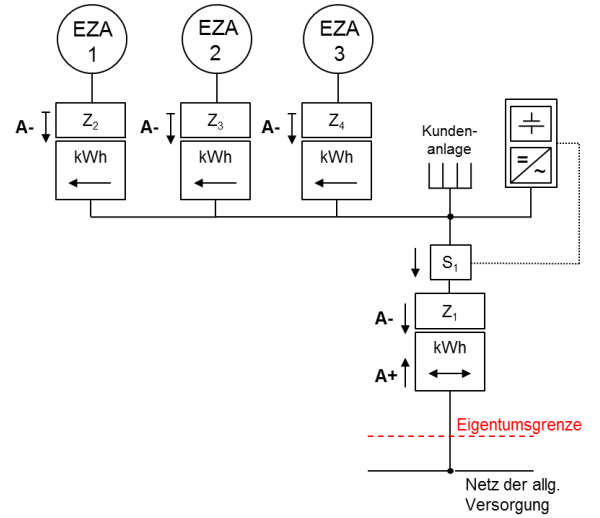 EZA
1
EZA
2
EZA
3
A-
Z₂
kWh
A-
Z₃
kWh
A-
Z₄
kWh
Kunden-
anlage
=
~
S₁
A-
Z₁
kWh
A+
Eigentumsgrenze
Netz der allg.
Versorgung